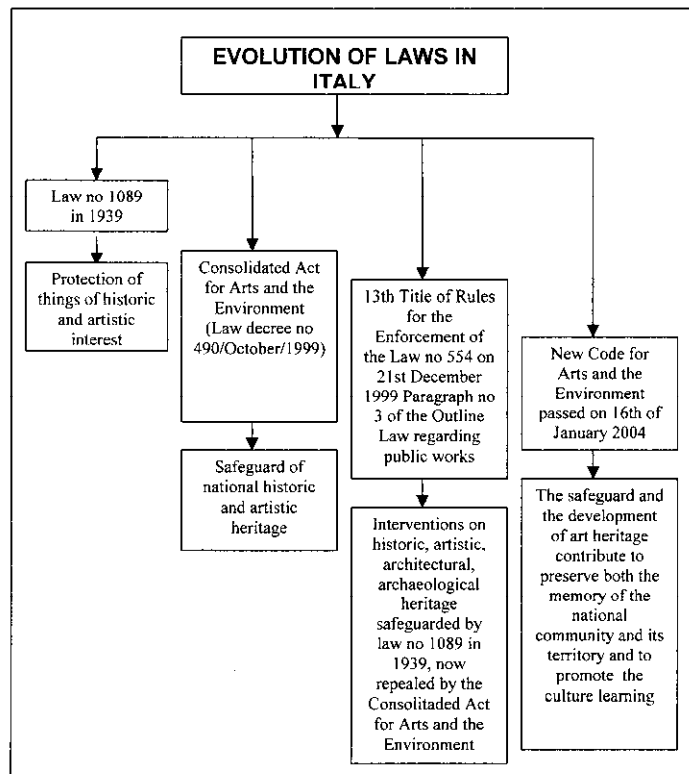 EVOLUTION OF LAWS IN
ITALY
Law no 1089
in 1939
Protection of
things of historic
and artistic
interest
Consolidated Act
for Arts and the
Environment
(Law decree no
490/October/1999)
Safeguard of
national historic
and artistic
heritage
13th Title of Rules
for the
Enforcement of
the Law no 554 on
21st December
1999 Paragraph no
3 of the Outline
Law regarding
public works
Interventions on
historic, artistic,
architectural,
archaeological
heritage
safeguarded by
law no 1089 in
1939, now
repealed by the
Consolitaded Act
for Arts and the
Environment
New Code for
Arts and the
Environment
passed on 16th of
January 2004
The safeguard and
the development
of art heritage
contribute to
preserve both the
memory of the
national
community and its
territory and to
promote the
culture learning